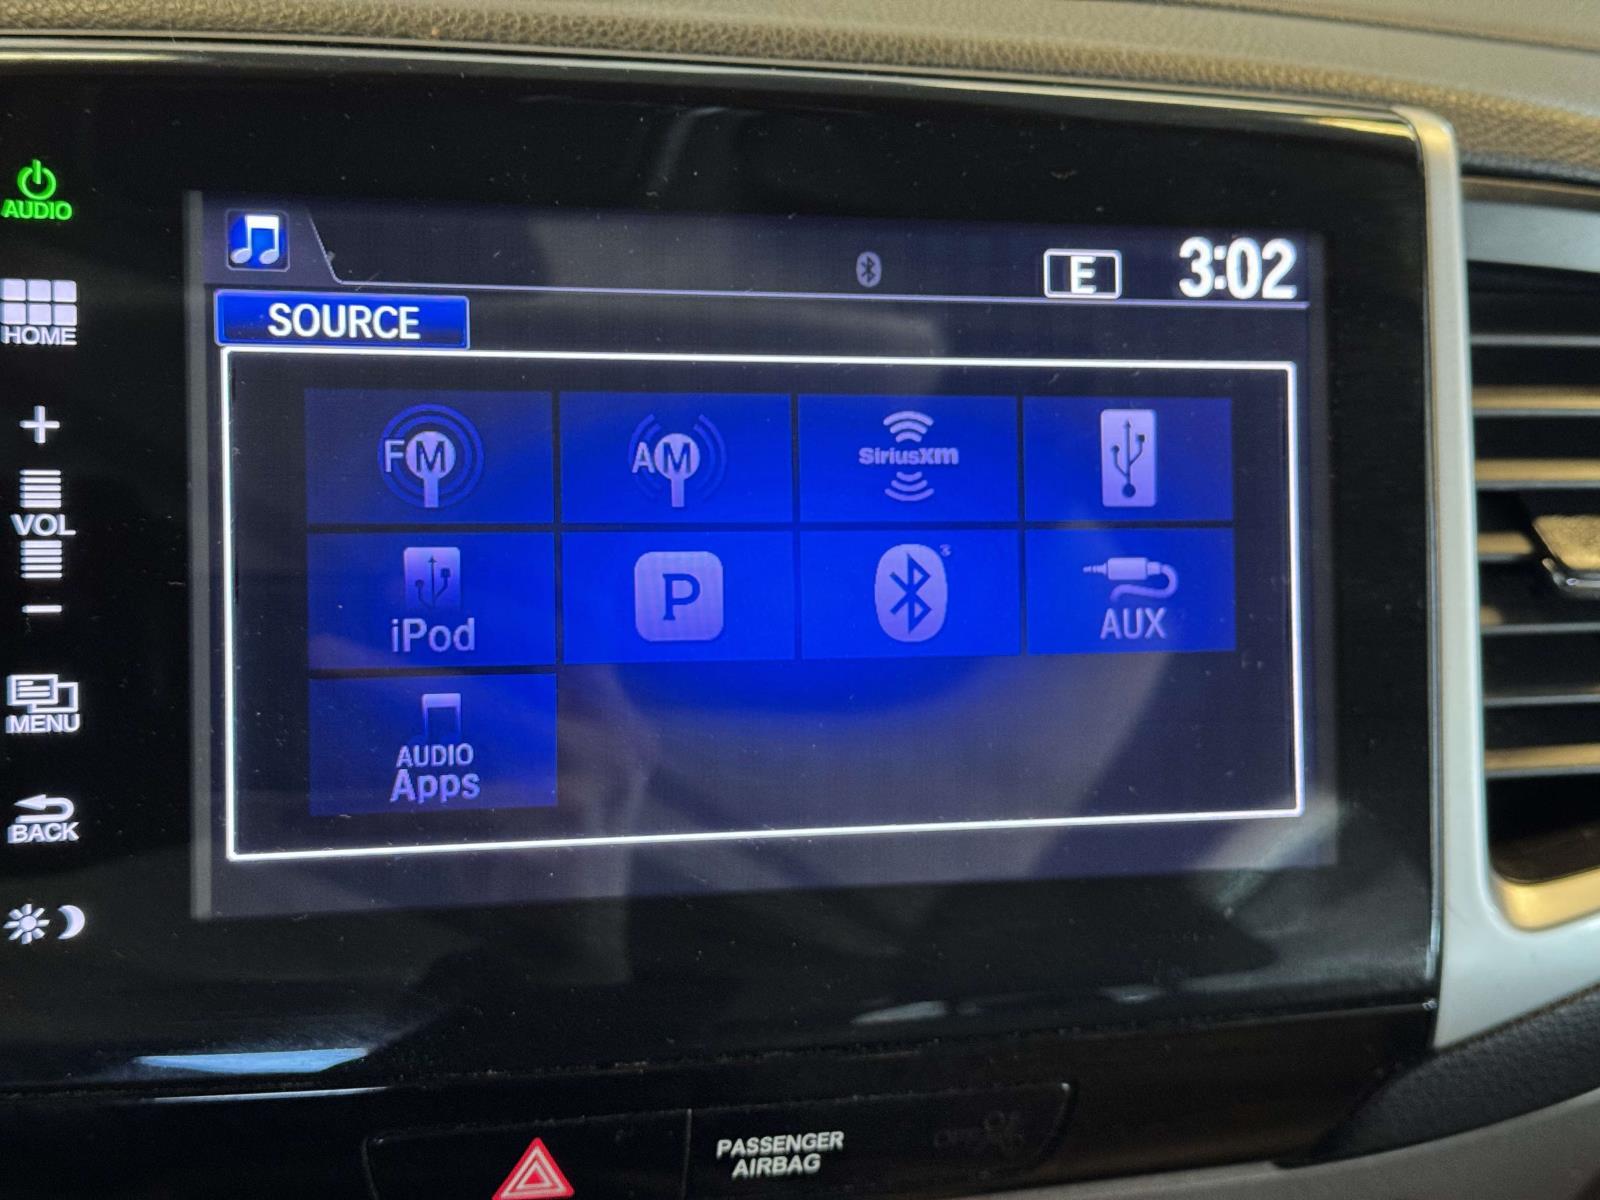 AUDIO
HOME
+
VOL
−
MENU
BACK
E
3:02
SOURCE
FM
AM
SiriusXM
iPod
P
AUX
AUDIO
Apps
PASSENGER
AIRBAG